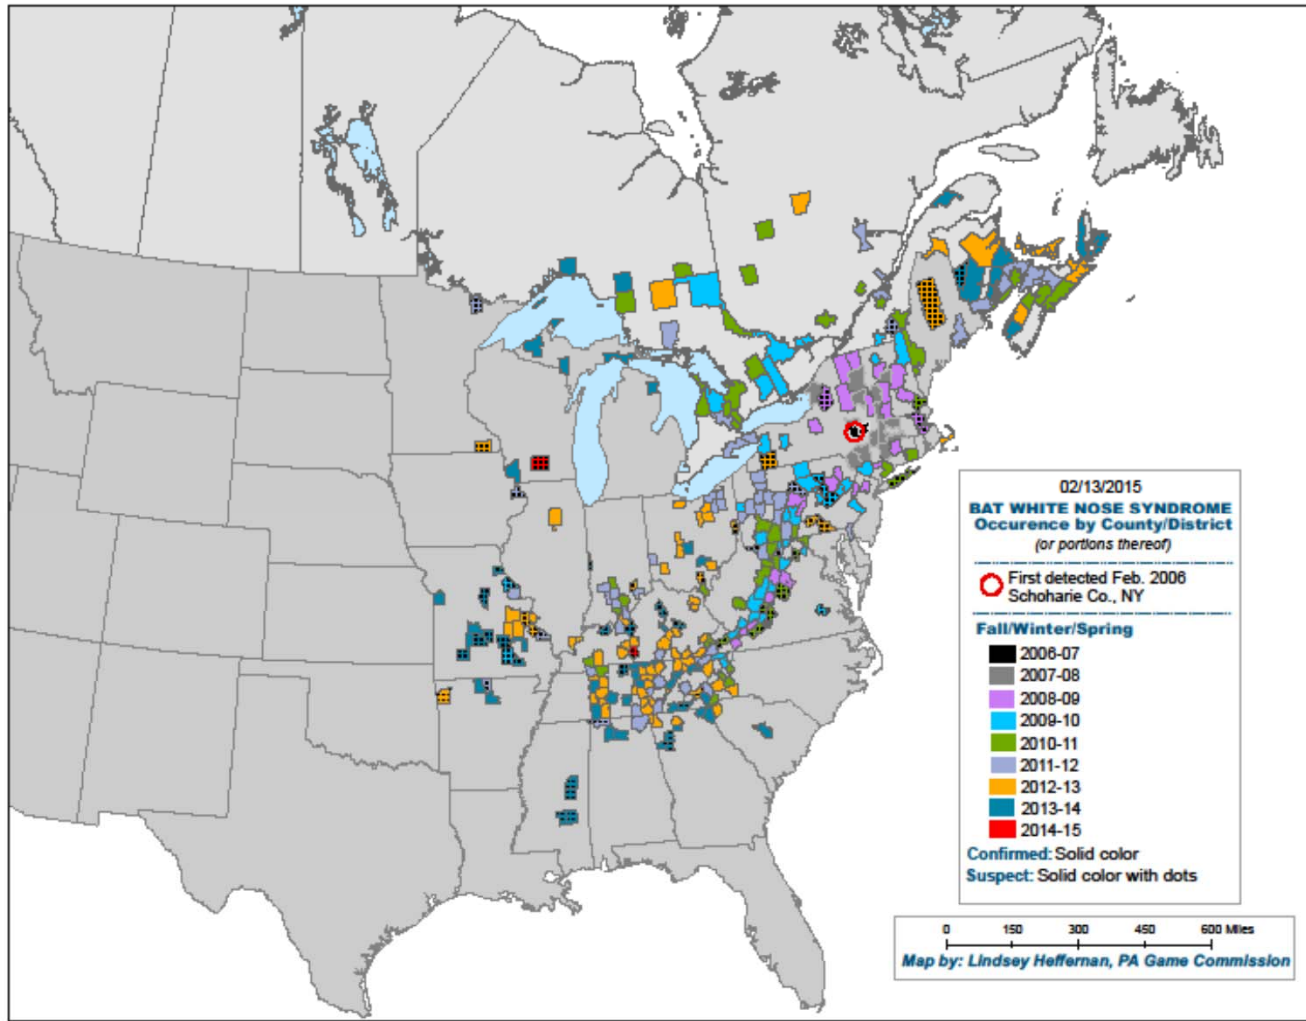 02/13/2015
BAT WHITE NOSE SYNDROME
Occurence by County/District
(or portions thereof)
First detected Feb. 2006
Schoharie Co., NY
Fall/Winter/Spring
2006-07
2007-08
2008-09
2009-10
2010-11
2011-12
2012-13
2013-14
2014-15
Confirmed: Solid color
Suspect: Solid color with dots
0 150 300 450 600 Miles
Map by: Lindsey Heffernan, PA Game Commission